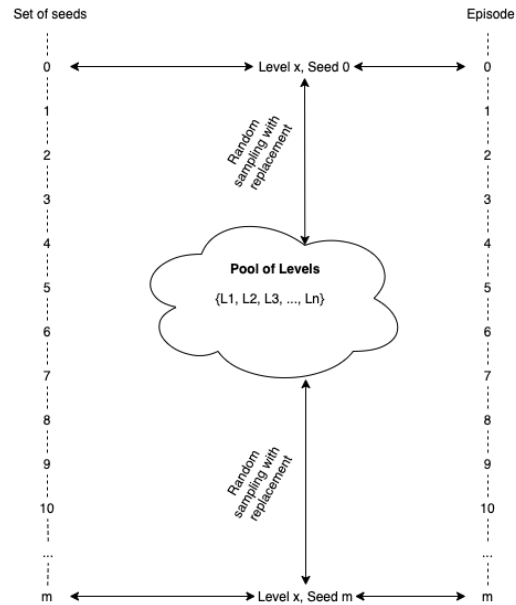 Set of seeds
Episode
0
Level x, Seed 0
0
1
1
Random
sampling with
replacement
2
2
3
3
4
4
Pool of Levels
5
{L1, L2, L3, ..., Ln}
5
6
6
7
7
8
8
Random
sampling with
replacement
9
9
10
10
...
...
m
Level x, Seed m
m